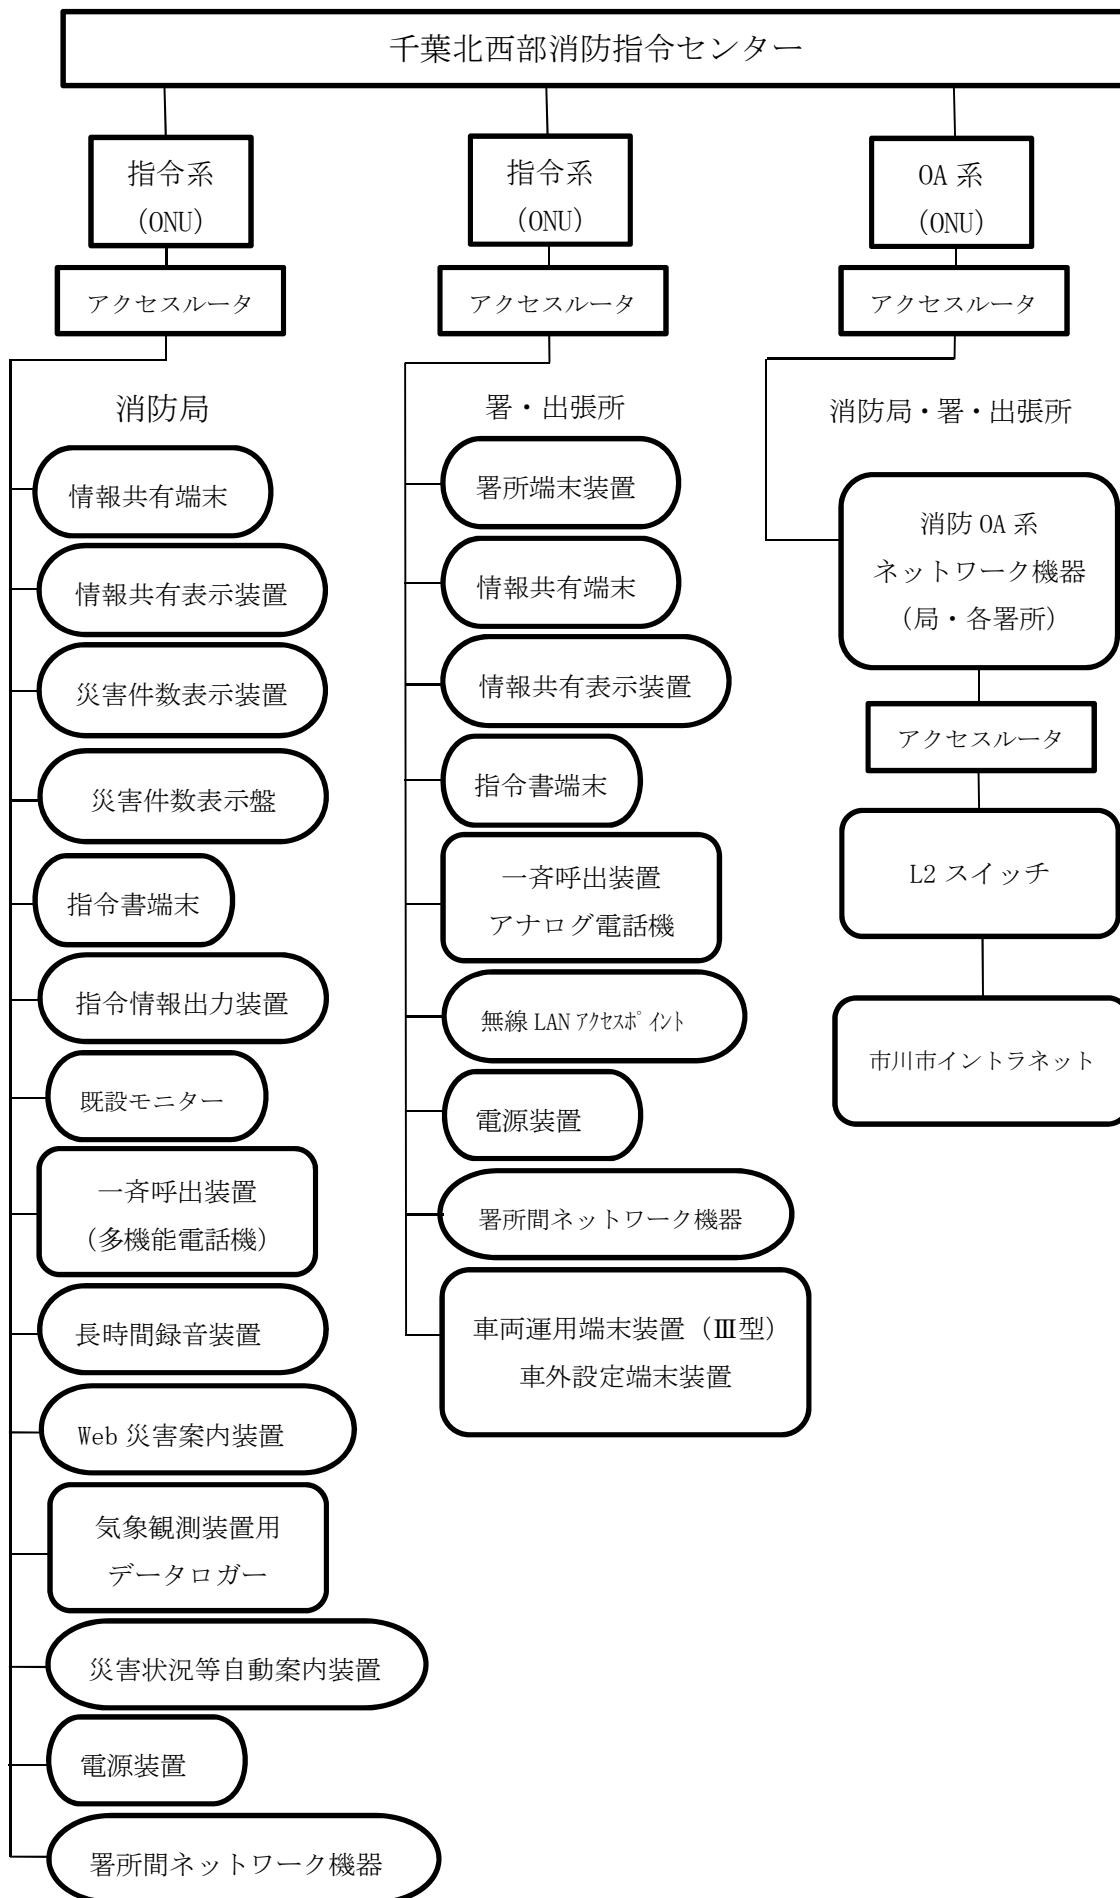 千葉北西部消防指令センター
指令系
（ONU）
アクセスルータ
消防局
情報共有端末
情報共有表示装置
災害件数表示装置
災害件数表示盤
指令書端末
指令情報出力装置
既設モニター
一斉呼出装置
（多機能電話機）
長時間録音装置
Web 災害案内装置
気象観測装置用
データロガー
災害状況等自動案内装置
電源装置
署所間ネットワーク機器
指令系
（ONU）
アクセスルータ
署・出張所
署所端末装置
情報共有端末
情報共有表示装置
指令書端末
一斉呼出装置
アナログ電話機
無線 LAN ｱｸｾｽﾎﾟｲﾝﾄ
電源装置
署所間ネットワーク機器
車両運用端末装置（Ⅲ型）
車外設定端末装置
OA 系
（ONU）
アクセスルータ
消防局・署・出張所
消防 OA 系
ネットワーク機器
（局・各署所）
アクセスルータ
L2 スイッチ
市川市イントラネット